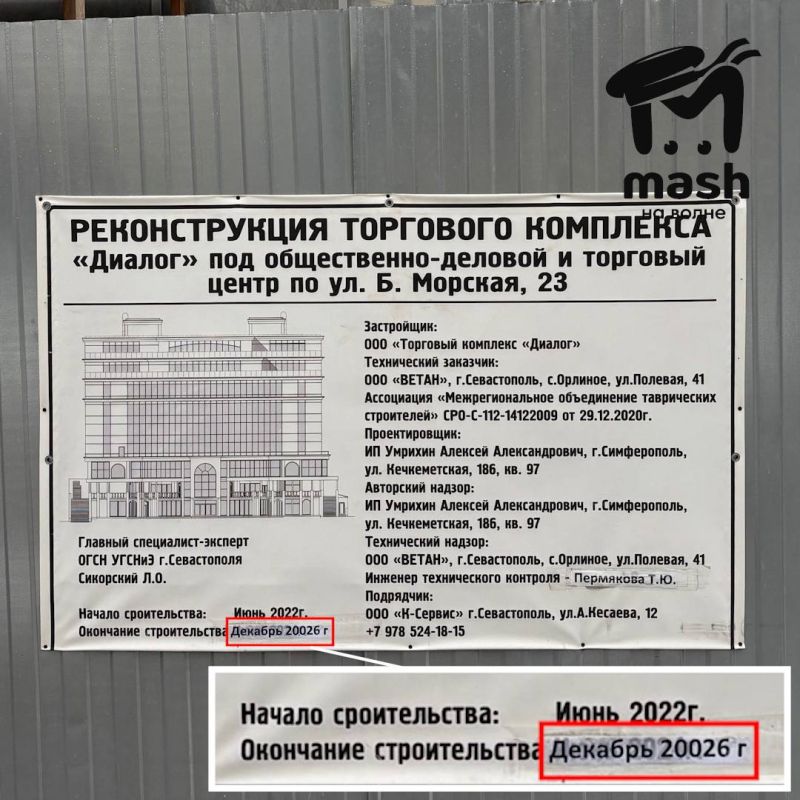 mash
на волне
РЕКОНСТРУКЦИЯ ТОРГОВОГО КОМПЛЕКСА
«Диалог» под общественно-деловой и торговый
центр по ул. Б. Морская, 23
Застройщик:
ООО «Торговый комплекс «Диалог»
Технический заказчик:
ООО «ВЕТАН», г.Севастополь, с.Орлиное, ул.Полевая, 41
Ассоциация «Межрегиональное объединение таврических
строителей» СРО-С-112-14122009 от 29.12.2020г.
Проектировщик:
ИП Умрихин Алексей Александрович, г.Симферополь,
ул. Кечкеметская, 186, кв. 97
Авторский надзор:
ИП Умрихин Алексей Александрович, г.Симферополь,
ул. Кечкеметская, 186, кв. 97
Технический надзор:
ООО «ВЕТАН», г.Севастополь, с.Орлиное, ул.Полевая, 41
Инженер технического контроля - Пермякова Т.Ю.
Подрядчик:
ООО «К-Сервис» г.Севастополь, ул.А.Кесаева, 12
+7 978 524-18-15
Главный специалист-эксперт
ОГСН УГСНиЭ г.Севастополя
Сикорский Л.О.
Начало сроительства: Июнь 2022г.
Окончание строительства Декабрь 20026 г
Начало сроительства: Июнь 2022г.
Окончание строительства Декабрь 20026 г